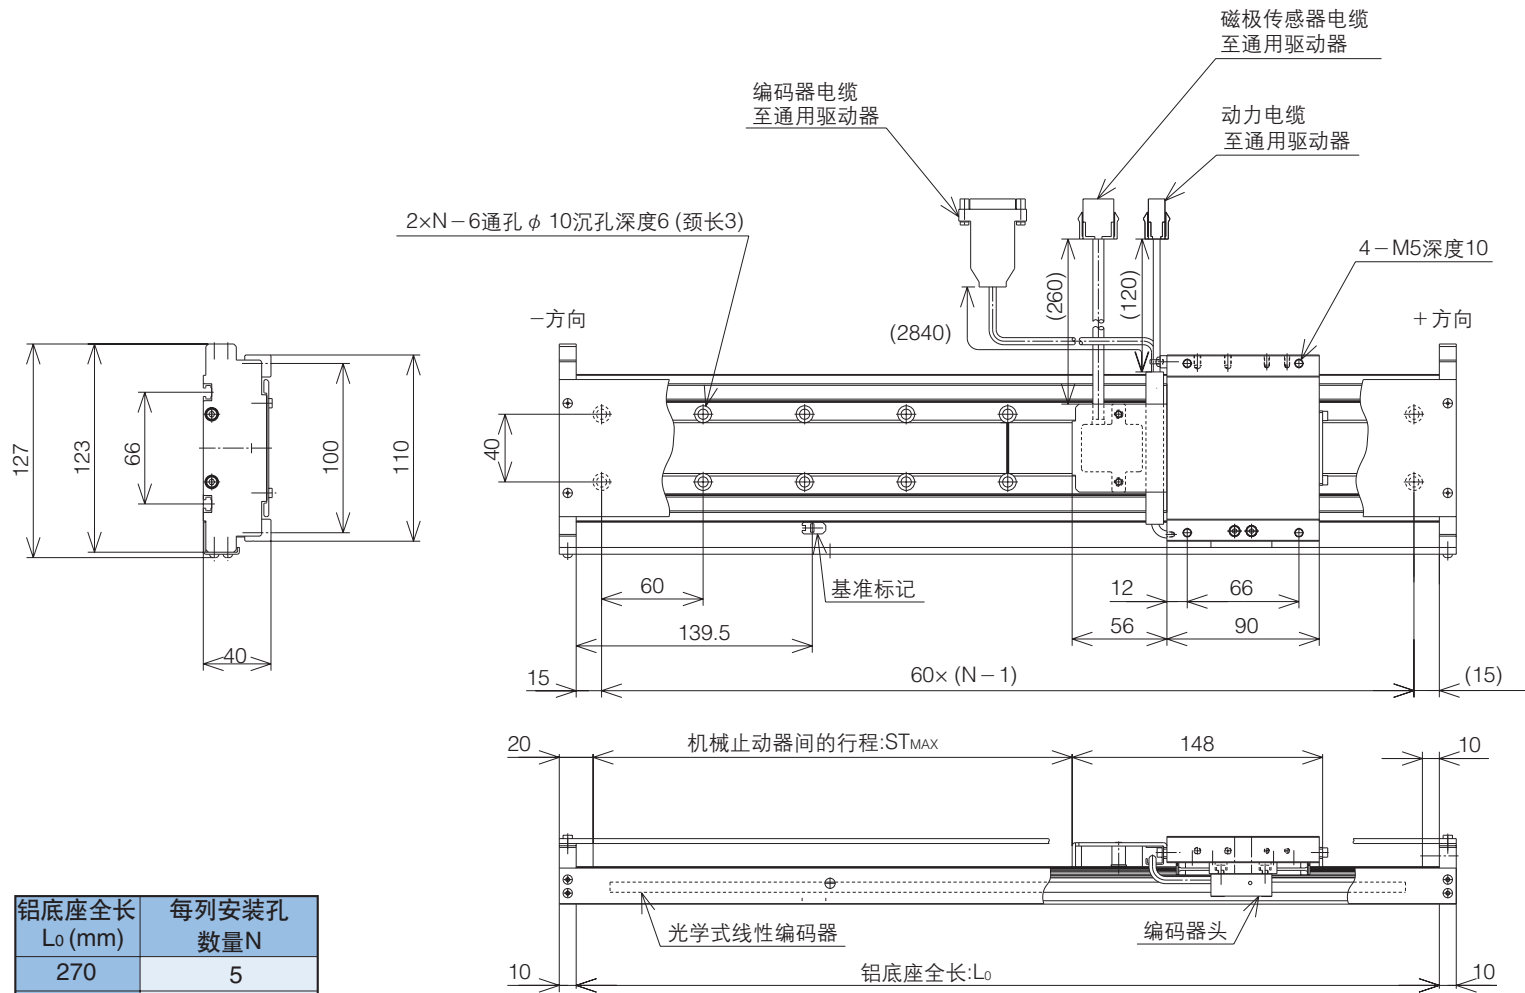 磁极传感器电缆
至通用驱动器
编码器电缆
至通用驱动器
动力电缆
至通用驱动器
2×N－6通孔 φ 10沉孔深度6 (颈长3)
4－M5深度10
(260)
(120)
(2840)
－方向
＋方向
127
123
66
100
110
40
40
60
基准标记
12
66
139.5
56
90
15
60× (N－1)
(15)
20
机械止动器间的行程:STMAX
148
10
光学式线性编码器
编码器头
10
铝底座全长:L0
10
铝底座全长
L0 (mm)
每列安装孔
数量N
270
5